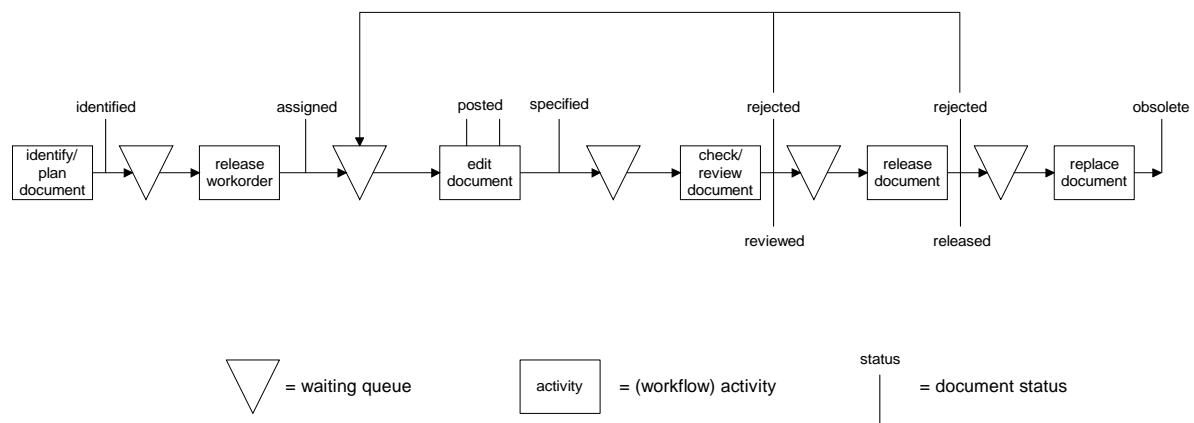 identified
assigned
posted
specified
rejected
rejected
obsolete
identify/
plan
document
release
workorder
edit
document
check/
review
document
release
document
replace
document
reviewed
released
= waiting queue
activity
= (workflow) activity
status
= document status